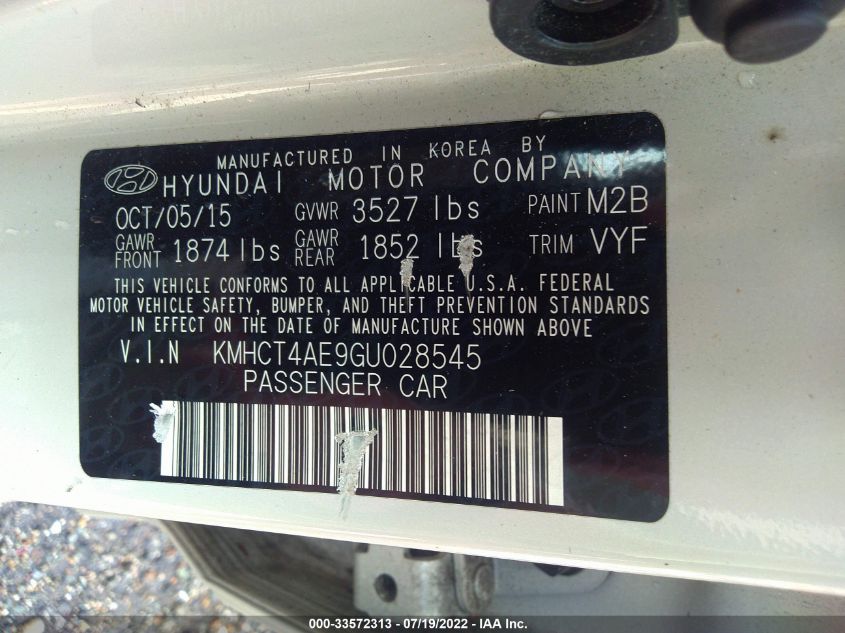 MANUFACTURED IN KOREA BY
HYUNDAI MOTOR COMPANY
OCT/05/15 GVWR 3527 lbs PAINT M2B
GAWR FRONT 1874 lbs GAWR REAR 1852 lbs TRIM VYF
THIS VEHICLE CONFORMS TO ALL APPLICABLE U.S.A. FEDERAL
MOTOR VEHICLE SAFETY, BUMPER, AND THEFT PREVENTION STANDARDS
IN EFFECT ON THE DATE OF MANUFACTURE SHOWN ABOVE
V.I.N KMHCT4AE9GU028545
PASSENGER CAR
000-33572313 - 07/19/2022 - IAA Inc.